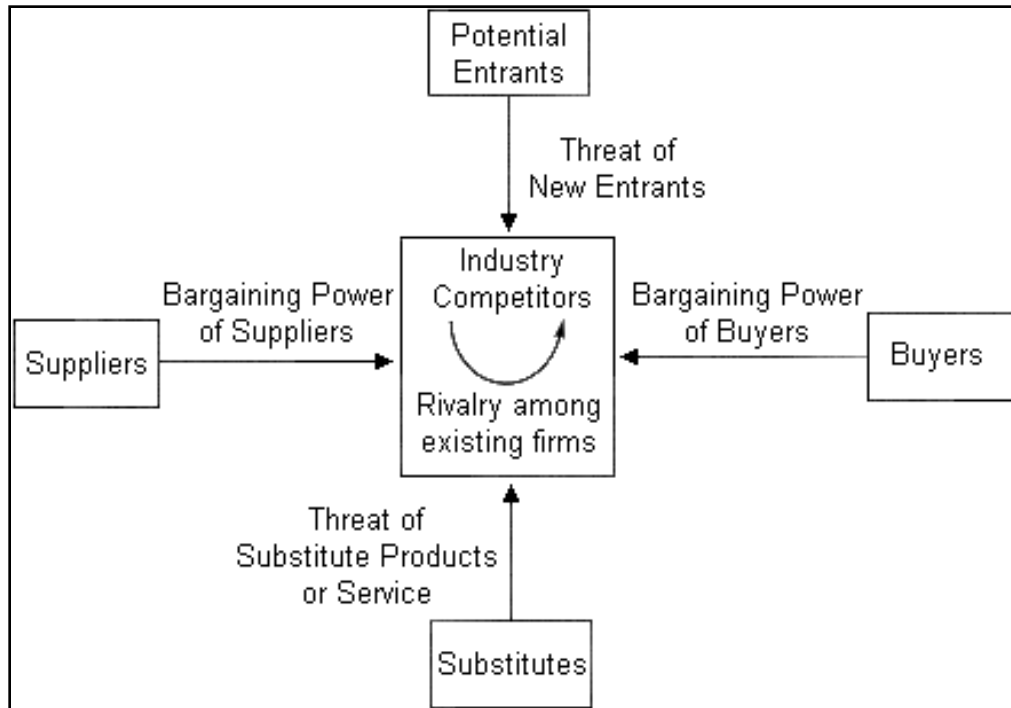 Potential
Entrants
Threat of
New Entrants
Industry
Competitors
Bargaining Power
of Suppliers
Bargaining Power
of Buyers
Suppliers
Buyers
Rivalry among
existing firms
Threat of
Substitute Products
or Service
Substitutes